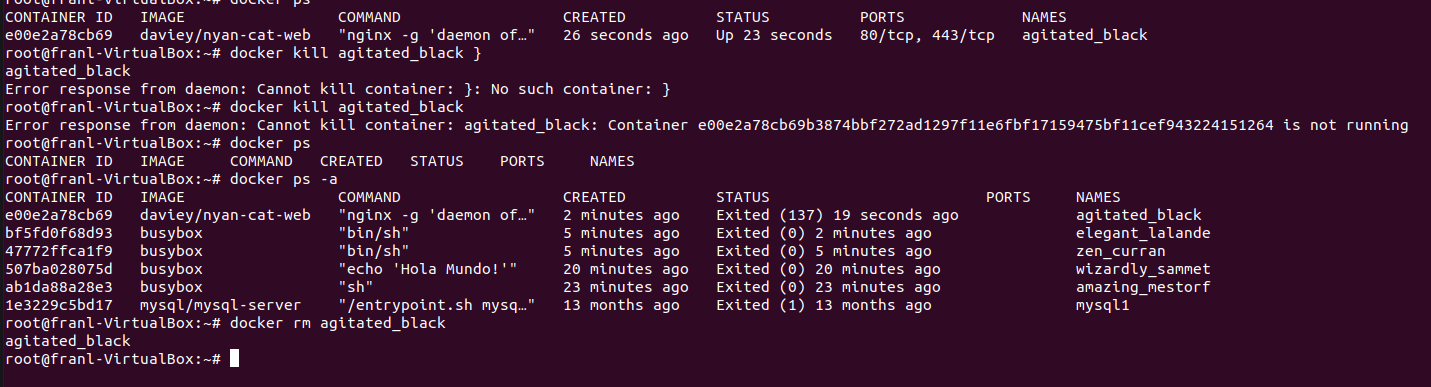 root@franl-VirtualBox:~# docker ps
CONTAINER ID   IMAGE                 COMMAND                  CREATED          STATUS          PORTS             NAMES
e00e2a78cb69   daviey/nyan-cat-web   "nginx -g 'daemon of…"   26 seconds ago   Up 23 seconds   80/tcp, 443/tcp   agitated_black
root@franl-VirtualBox:~# docker kill agitated_black }
agitated_black
Error response from daemon: Cannot kill container: }: No such container: }
root@franl-VirtualBox:~# docker kill agitated_black
Error response from daemon: Cannot kill container: agitated_black: Container e00e2a78cb69b3874bbf272ad1297f11e6fbf17159475bf11cef943224151264 is not running
root@franl-VirtualBox:~# docker ps
CONTAINER ID   IMAGE     COMMAND   CREATED   STATUS    PORTS     NAMES
root@franl-VirtualBox:~# docker ps -a
CONTAINER ID   IMAGE                 COMMAND                  CREATED          STATUS                        PORTS     NAMES
e00e2a78cb69   daviey/nyan-cat-web   "nginx -g 'daemon of…"   2 minutes ago    Exited (137) 19 seconds ago             agitated_black
bf5fd0f68d93   busybox               "bin/sh"                 5 minutes ago    Exited (0) 2 minutes ago                elegant_lalande
47772ffca1f9   busybox               "bin/sh"                 5 minutes ago    Exited (0) 5 minutes ago                zen_curran
507ba028075d   busybox               "echo 'Hola Mundo!'"     20 minutes ago   Exited (0) 20 minutes ago               wizardly_sammet
ab1da88a28e3   busybox               "sh"                     23 minutes ago   Exited (0) 23 minutes ago               amazing_mestorf
1e3229c5bd17   mysql/mysql-server    "/entrypoint.sh mysq…"   13 months ago    Exited (1) 13 months ago                mysql1
root@franl-VirtualBox:~# docker rm agitated_black
agitated_black
root@franl-VirtualBox:~#